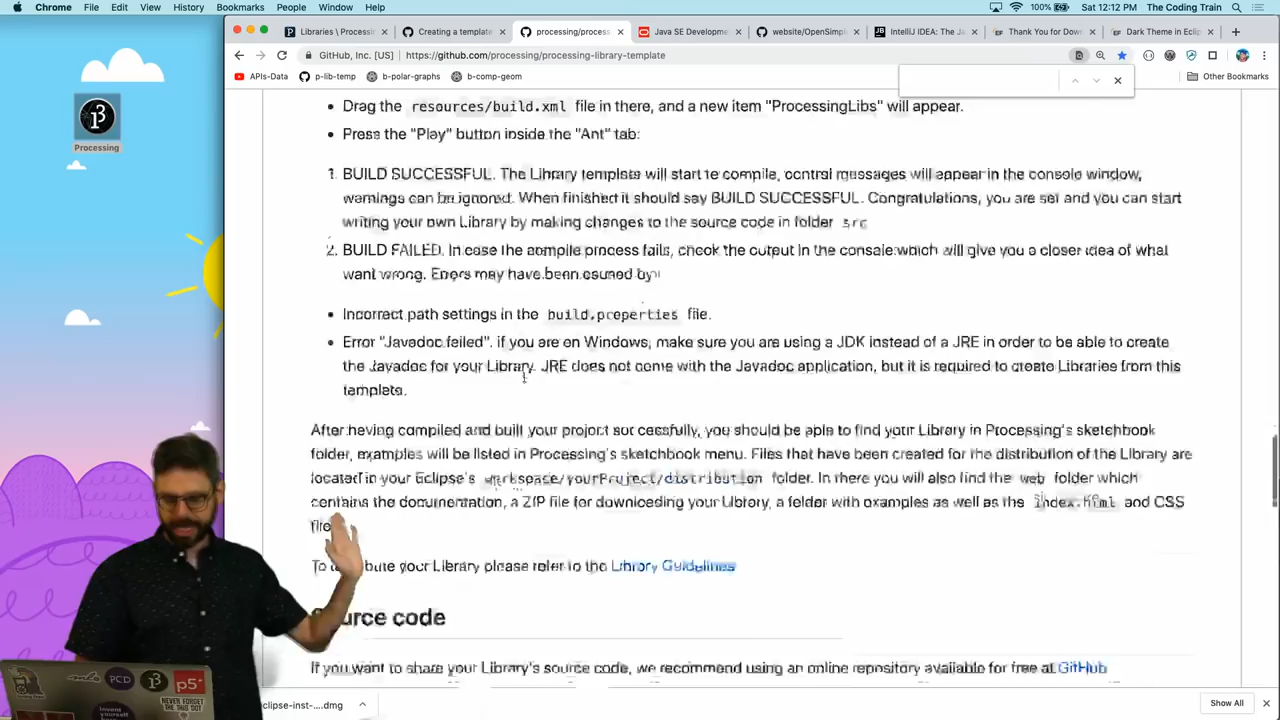 Chrome File Edit View History Bookmarks People Window Help 100% Sat 12:12 PM The Coding Train
Libraries \ Processin × Creating a template × processing/process × Java SE Developme × website/OpenSimple × IntelliJ IDEA: The Ja × Thank You for Down × Dark Theme in Eclip ×
GitHub, Inc. [US] https://github.com/processing/processing-library-template
APIs-Data p-lib-temp b-polar-graphs b-comp-geom Other Bookmarks
Processing
• Drag the resources/build.xml file in there, and a new item "ProcessingLibs" will appear.
• Press the "Play" button inside the "Ant" tab:
1. BUILD SUCCESSFUL. The Library template will start to compile, control messages will appear in the console window,
warnings can be ignored. When finished it should say BUILD SUCCESSFUL. Congratulations, you are set and you can start
writing your own Library by making changes to the source code in folder src
2. BUILD FAILED. In case the compile process fails, check the output in the console which will give you a closer idea of what
went wrong. Errors may have been caused by
• Incorrect path settings in the build.properties file.
• Error "Javadoc failed". if you are on Windows, make sure you are using a JDK instead of a JRE in order to be able to create
the Javadoc for your Library. JRE does not come with the Javadoc application, but it is required to create Libraries from this
template.
After having compiled and built your project successfully, you should be able to find your Library in Processing's sketchbook
folder, examples will be listed in Processing's sketchbook menu. Files that have been created for the distribution of the Library are
located in your Eclipse's workspace/yourProject/distribution folder. In there you will also find the web folder which
contains the documentation, a ZIP file for downloading your Library, a folder with examples as well as the index.html and CSS
file
To your Library please refer to the Library Guidelines
Source code
If you want to share your Library's source code, we recommend using an online repository available for free at GitHub
PCD p5*
NEVER FORGET
THE THIS DOT
eclipse-inst-....dmg Show All